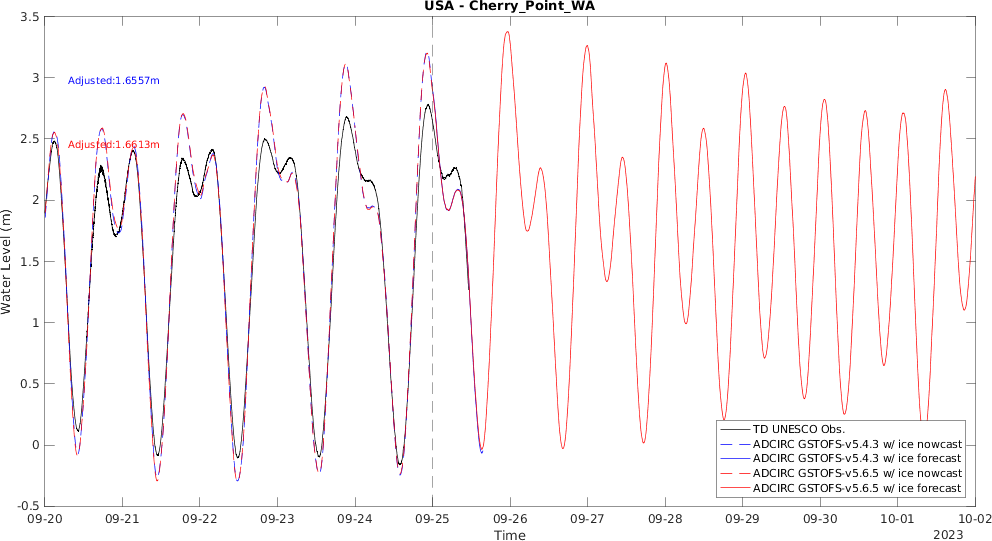 USA - Cherry_Point_WA
3.5
3
2.5
2
1.5
1
0.5
0
-0.5
Water Level (m)
Adjusted:1.6557m
Adjusted:1.6613m
TD UNESCO Obs.
ADCIRC GSTOFS-v5.4.3 w/ ice nowcast
ADCIRC GSTOFS-v5.4.3 w/ ice forecast
ADCIRC GSTOFS-v5.6.5 w/ ice nowcast
ADCIRC GSTOFS-v5.6.5 w/ ice forecast
09-20 09-21 09-22 09-23 09-24 09-25 09-26 09-27 09-28 09-29 09-30 10-01 10-02
Time
2023